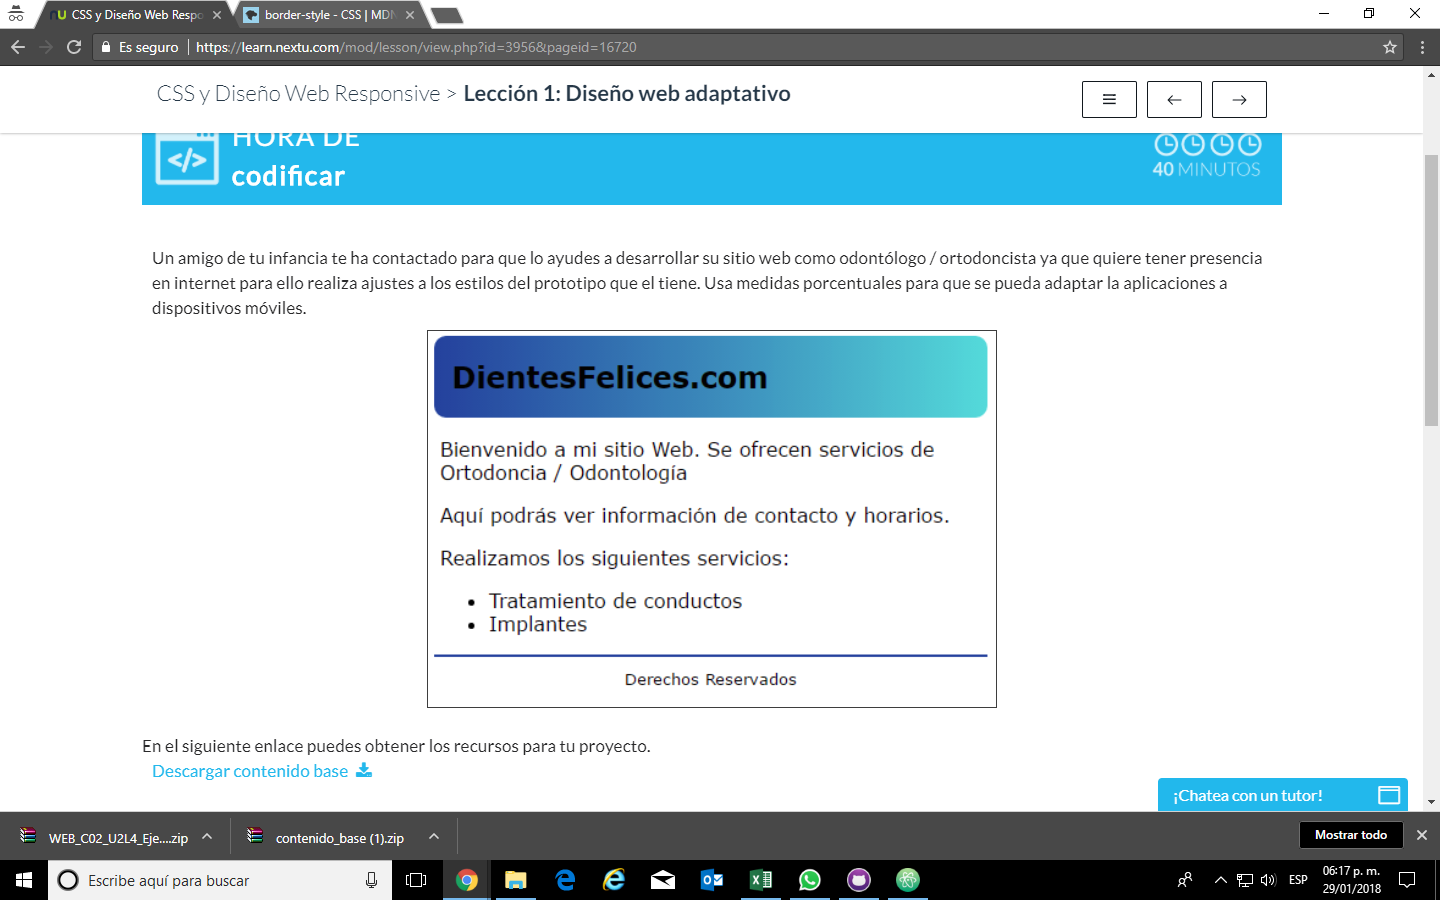 CSS y Diseño Web Respo
border-style - CSS | MDN
Es seguro
https://learn.nextu.com/mod/lesson/view.php?id=3956&pageid=16720
CSS y Diseño Web Responsive > Lección 1: Diseño web adaptativo
HORA DE
codificar
40 MINUTOS
Un amigo de tu infancia te ha contactado para que lo ayudes a desarrollar su sitio web como odontólogo / ortodoncista ya que quiere tener presencia
en internet para ello realiza ajustes a los estilos del prototipo que el tiene. Usa medidas porcentuales para que se pueda adaptar la aplicaciones a
dispositivos móviles.
DientesFelices.com
Bienvenido a mi sitio Web. Se ofrecen servicios de
Ortodoncia / Odontología
Aquí podrás ver información de contacto y horarios.
Realizamos los siguientes servicios:
• Tratamiento de conductos
• Implantes
Derechos Reservados
En el siguiente enlace puedes obtener los recursos para tu proyecto.
Descargar contenido base
¡Chatea con un tutor!
WEB_C02_U2L4_Eje....zip
contenido_base (1).zip
Mostrar todo
Escribe aquí para buscar
ESP
06:17 p. m.
29/01/2018